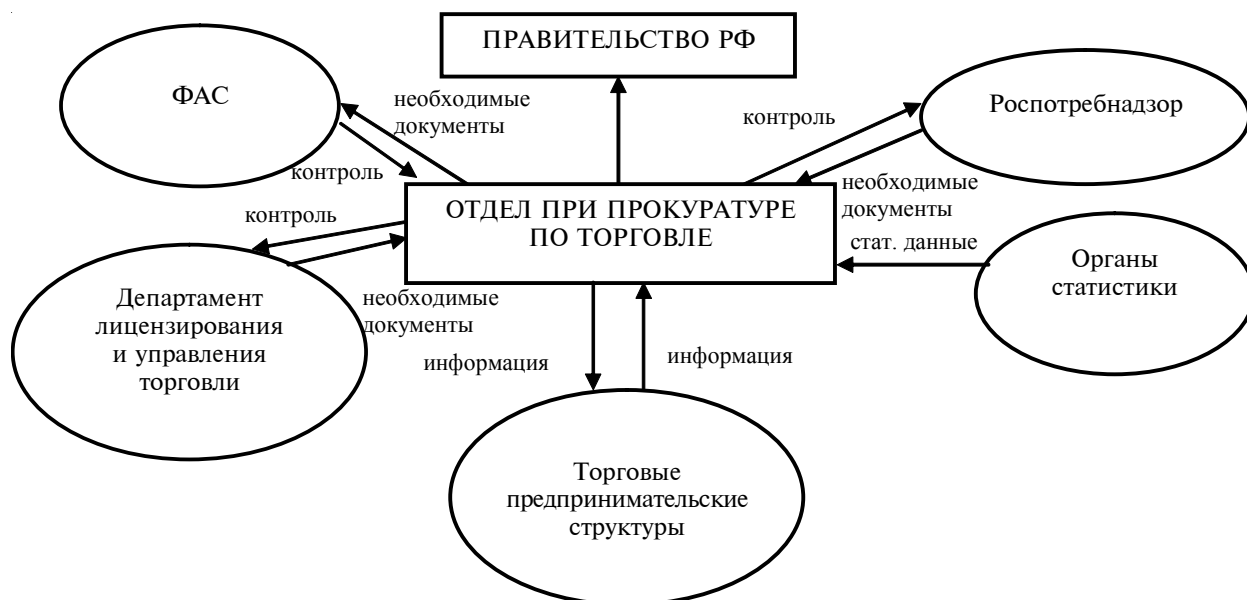 ПРАВИТЕЛЬСТВО РФ
ФАС
необходимые
документы
контроль
Роспотребнадзор
контроль
необходимые
документы
ОТДЕЛ ПРИ ПРОКУРАТУРЕ
ПО ТОРГОВЛЕ
контроль
стат. данные
Органы
статистики
Департамент
лицензирования
и управления
торговли
необходимые
документы
информация
информация
Торговые
предпринимательские
структуры